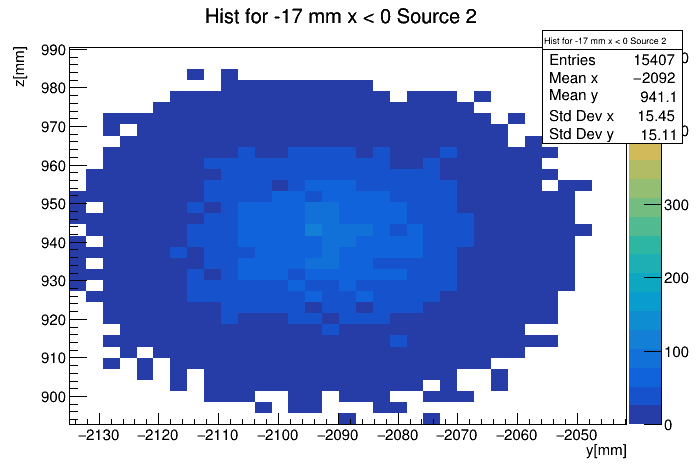 Hist for -17 mm x < 0 Source 2
Hist for -17 mm x < 0 Source 2
Entries 15407
Mean x −2092
Mean y 941.1
Std Dev x 15.45
Std Dev y 15.11
z[mm]
990
980
970
960
950
940
930
920
910
900
−2130 −2120 −2110 −2100 −2090 −2080 −2070 −2060 −2050
y[mm]
300
200
100
0